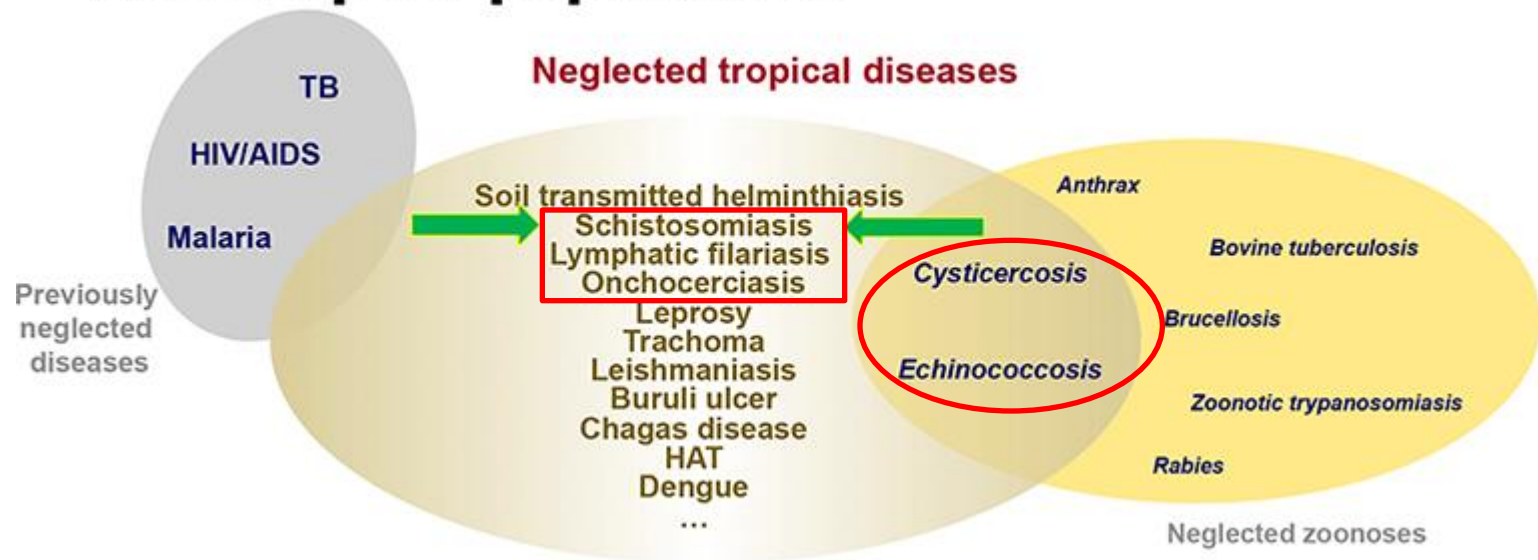 Neglected tropical diseases
TB
HIV/AIDS
Malaria
Previously
neglected
diseases
Soil transmitted helminthiasis
Schistosomiasis
Lymphatic filariasis
Onchocerciasis
Leprosy
Trachoma
Leishmaniasis
Buruli ulcer
Chagas disease
HAT
Dengue
...
Cysticercosis
Echinococcosis
Anthrax
Bovine tuberculosis
Brucellosis
Zoonotic trypanosomiasis
Rabies
Neglected zoonoses